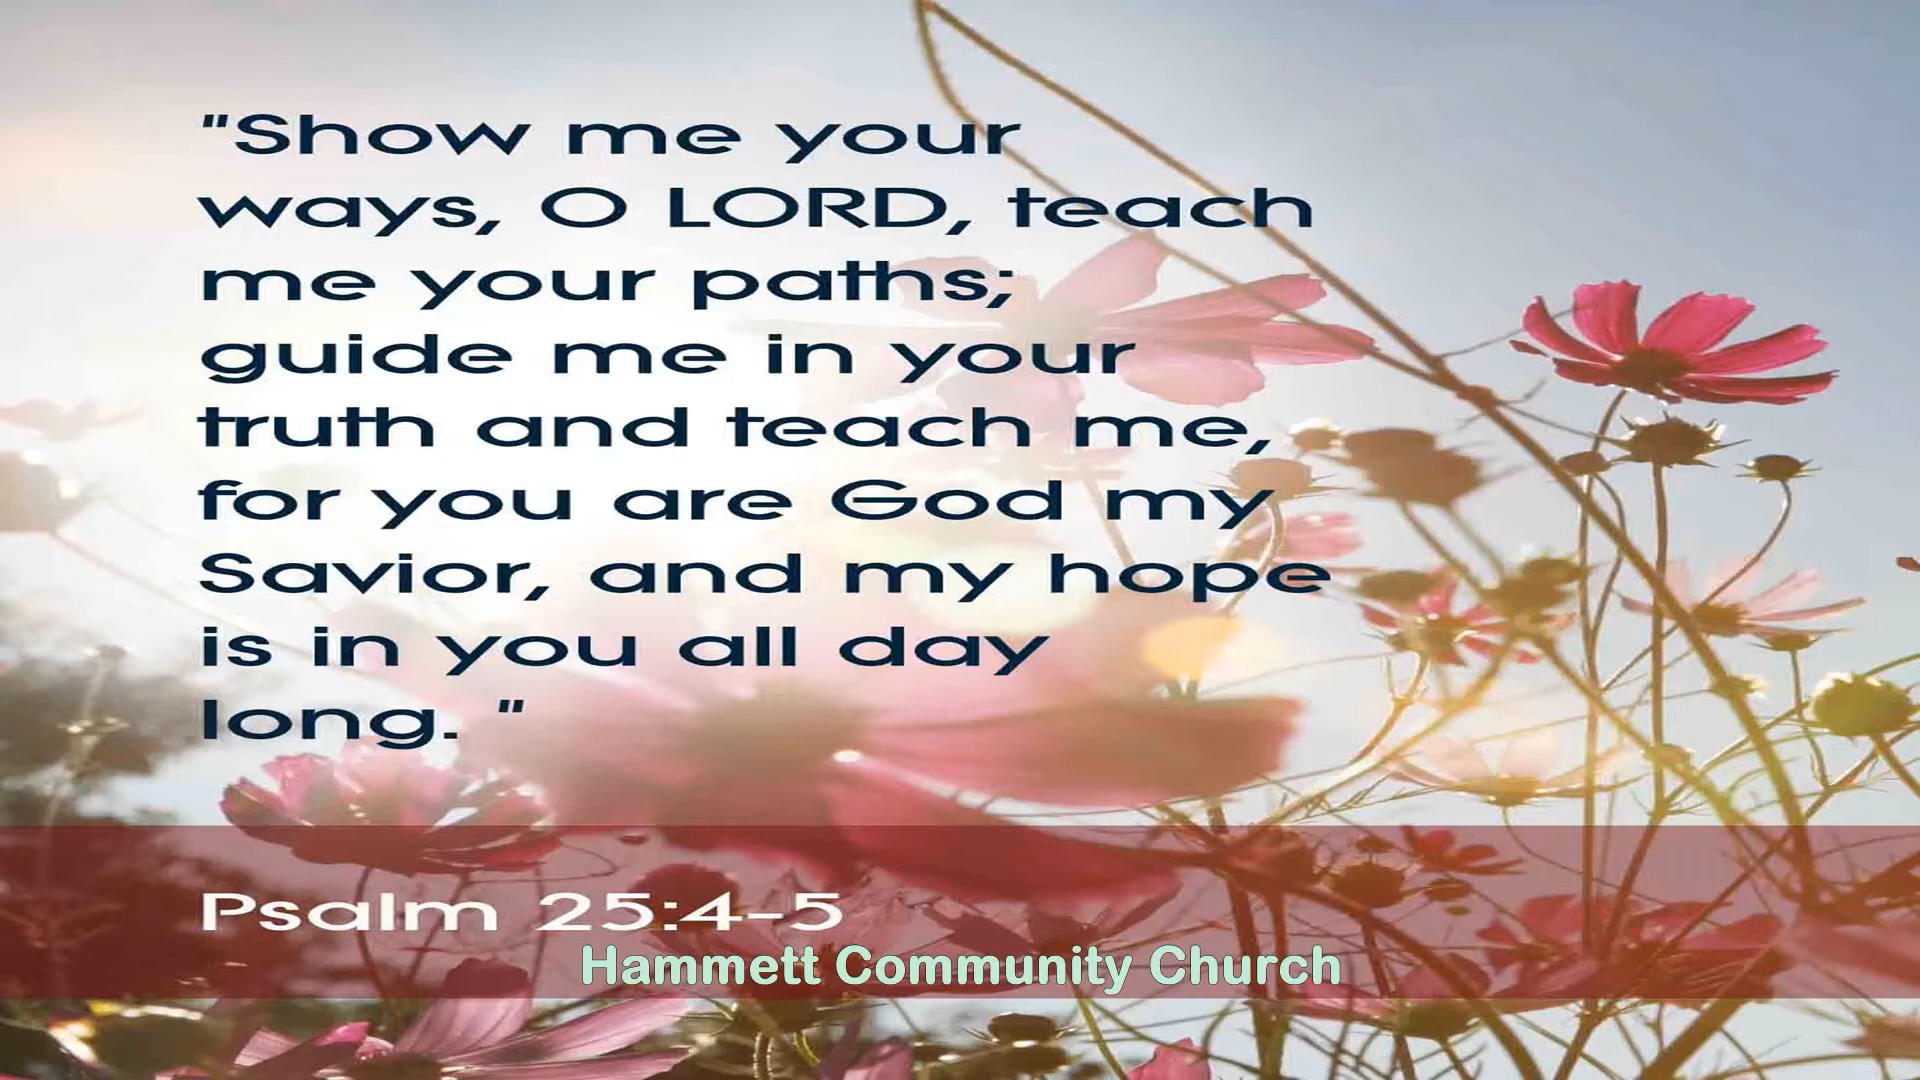 "Show me your
ways, O LORD, teach
me your paths;
guide me in your
truth and teach me,
for you are God my
Savior, and my hope
is in you all day
long. "
Psalm 25:4-5
Hammett Community Church